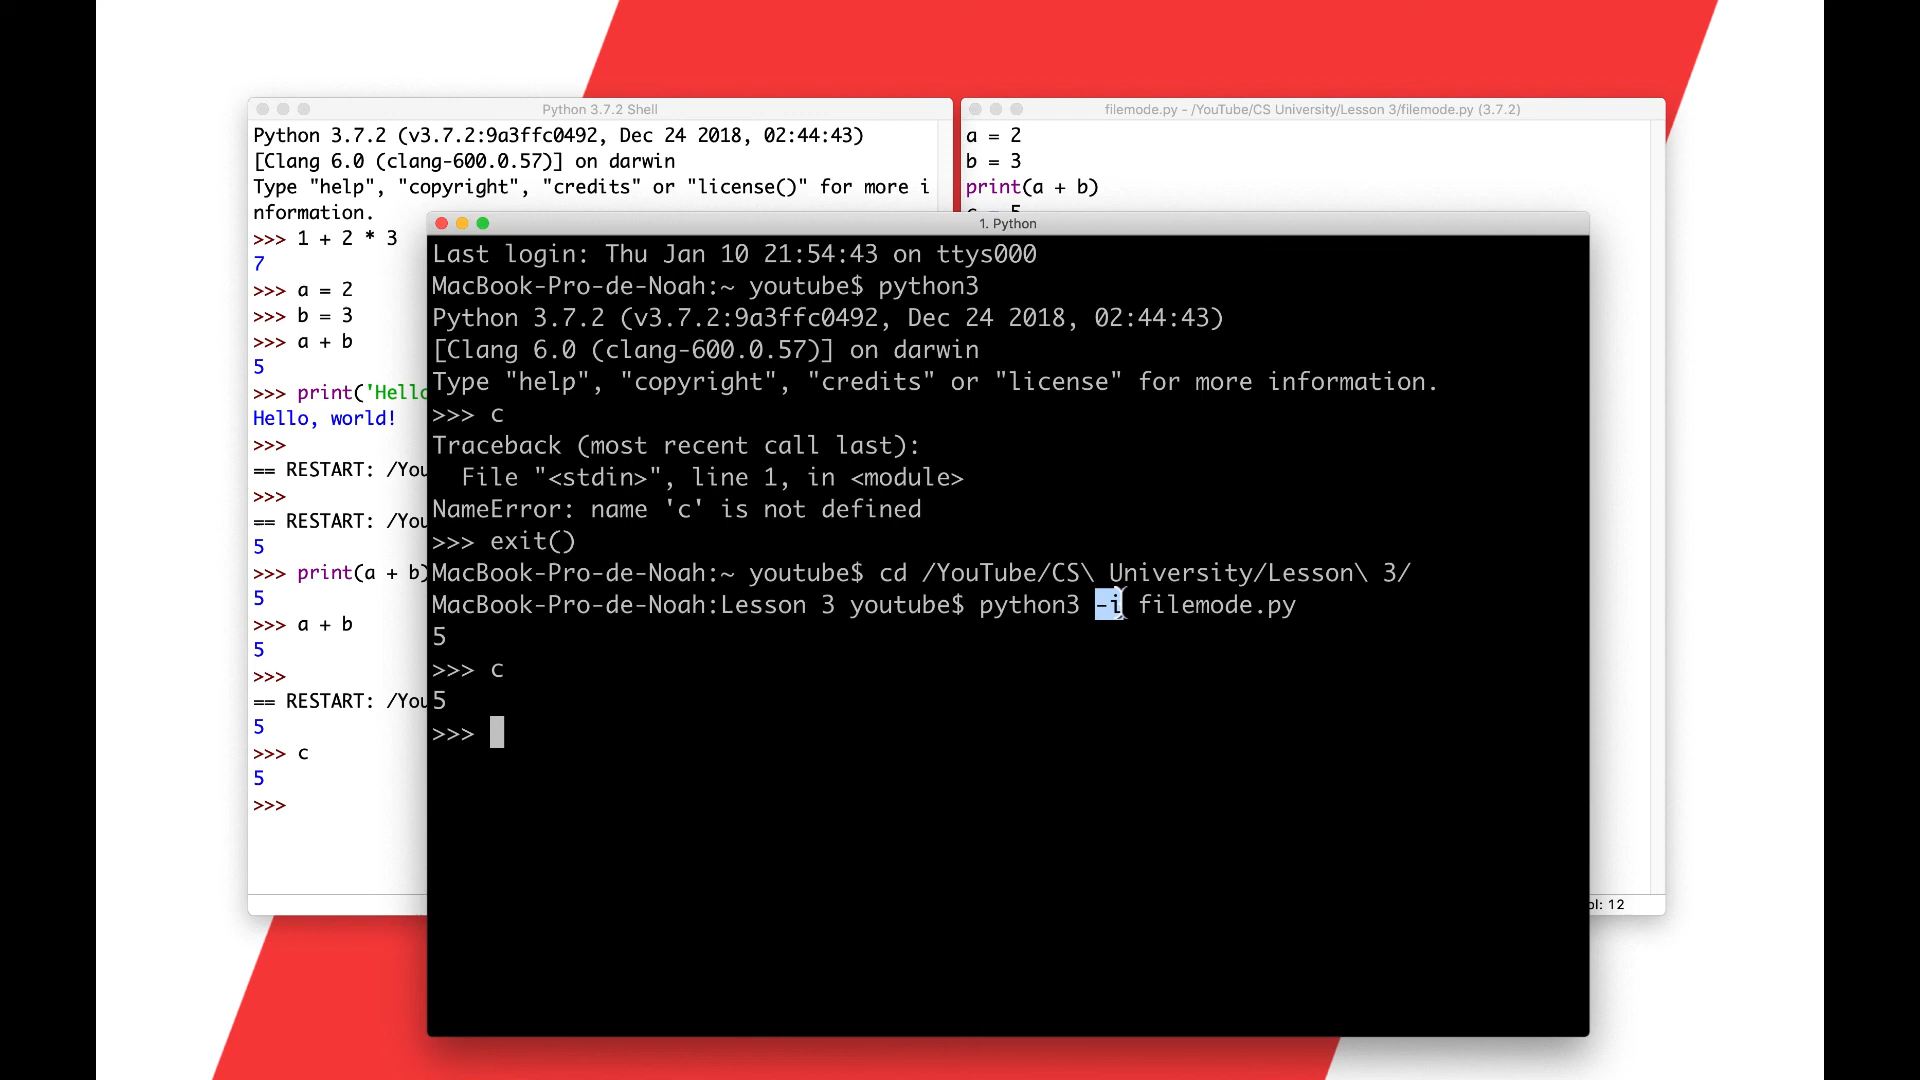 Python 3.7.2 Shell
Python 3.7.2 (v3.7.2:9a3ffc0492, Dec 24 2018, 02:44:43)
[Clang 6.0 (clang-600.0.57)] on darwin
Type "help", "copyright", "credits" or "license()" for more i
nformation.
>>> 1 + 2 * 3
7
>>> a = 2
>>> b = 3
>>> a + b
5
>>> print('Hello
Hello, world!
>>>
== RESTART: /You
>>>
== RESTART: /You
5
>>> print(a + b)
5
>>> a + b
5
>>>
== RESTART: /You
5
>>> c
5
>>>
filemode.py - /YouTube/CS University/Lesson 3/filemode.py (3.7.2)
a = 2
b = 3
print(a + b)
c = 5
ol: 12
1. Python
Last login: Thu Jan 10 21:54:43 on ttys000
MacBook-Pro-de-Noah:~ youtube$ python3
Python 3.7.2 (v3.7.2:9a3ffc0492, Dec 24 2018, 02:44:43)
[Clang 6.0 (clang-600.0.57)] on darwin
Type "help", "copyright", "credits" or "license" for more information.
>>> c
Traceback (most recent call last):
  File "<stdin>", line 1, in <module>
NameError: name 'c' is not defined
>>> exit()
MacBook-Pro-de-Noah:~ youtube$ cd /YouTube/CS\ University/Lesson\ 3/
MacBook-Pro-de-Noah:Lesson 3 youtube$ python3 -i filemode.py
5
>>> c
5
>>>